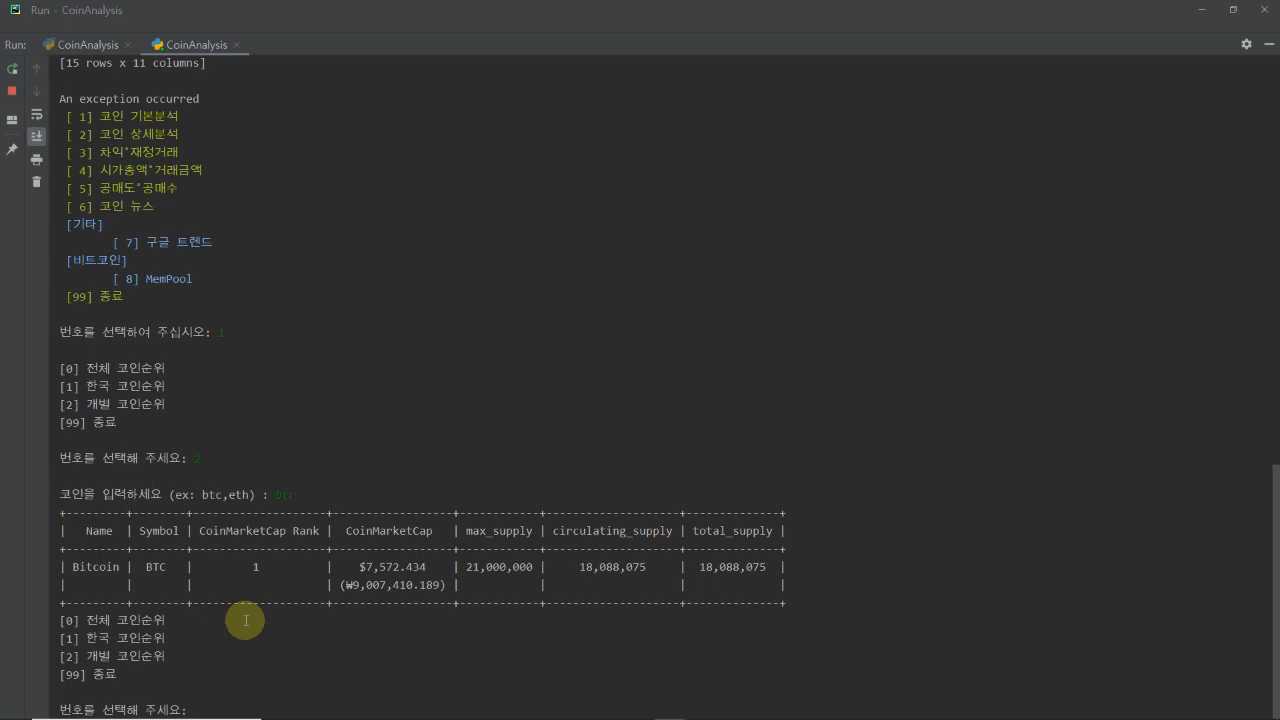 Run - CoinAnalysis
Run: CoinAnalysis CoinAnalysis
[15 rows x 11 columns]
An exception occurred
[ 1] 코인 기본분석
[ 2] 코인 상세분석
[ 3] 차익°재정거래
[ 4] 시가총액°거래금액
[ 5] 공매도°공매수
[ 6] 코인 뉴스
[기타]
[ 7] 구글 트렌드
[비트코인]
[ 8] MemPool
[99] 종료
번호를 선택하여 주십시오: 1
[0] 전체 코인순위
[1] 한국 코인순위
[2] 개별 코인순위
[99] 종료
번호를 선택해 주세요: 2
코인을 입력하세요 (ex: btc,eth) : btc
+---------+--------+--------------------+------------------+------------+--------------------+--------------+
| Name | Symbol | CoinMarketCap Rank | CoinMarketCap | max_supply | circulating_supply | total_supply |
+---------+--------+--------------------+------------------+------------+--------------------+--------------+
| Bitcoin | BTC | 1 | $7,572.434 | 21,000,000 | 18,088,075 | 18,088,075 |
| | | | (₩9,007,410.189) | | | |
+---------+--------+--------------------+------------------+------------+--------------------+--------------+
[0] 전체 코인순위
[1] 한국 코인순위
[2] 개별 코인순위
[99] 종료
번호를 선택해 주세요: